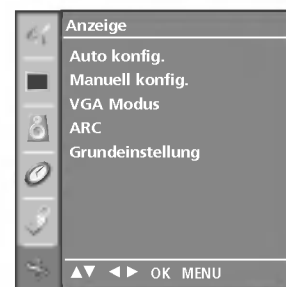 Anzeige
Auto konfig.
Manuell konfig.
VGA Modus
ARC
Grundeinstellung
▲▼ ◄► OK MENU